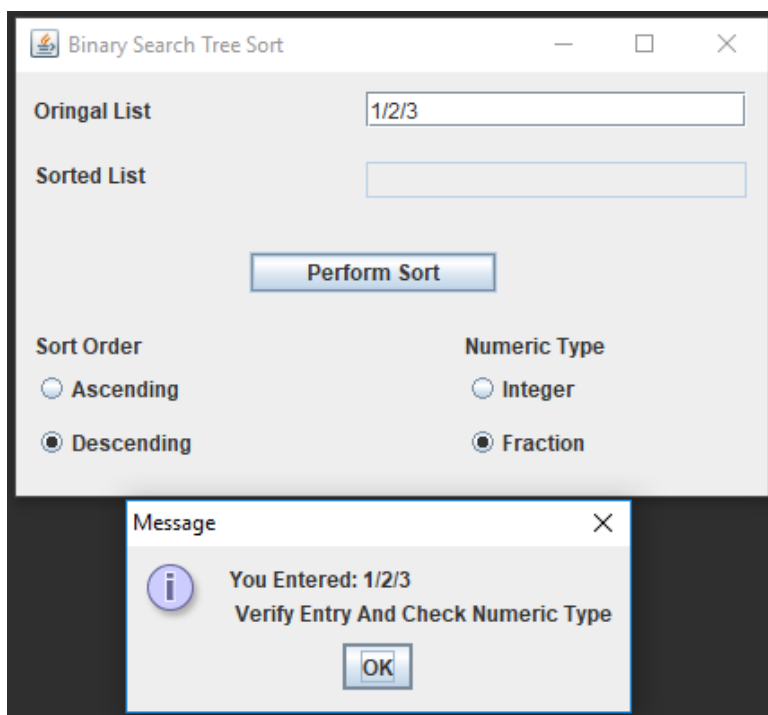 Binary Search Tree Sort
Oringal List 1/2/3
Sorted List
Perform Sort
Sort Order Numeric Type
Ascending Integer
Descending Fraction
Message
You Entered: 1/2/3
Verify Entry And Check Numeric Type
OK